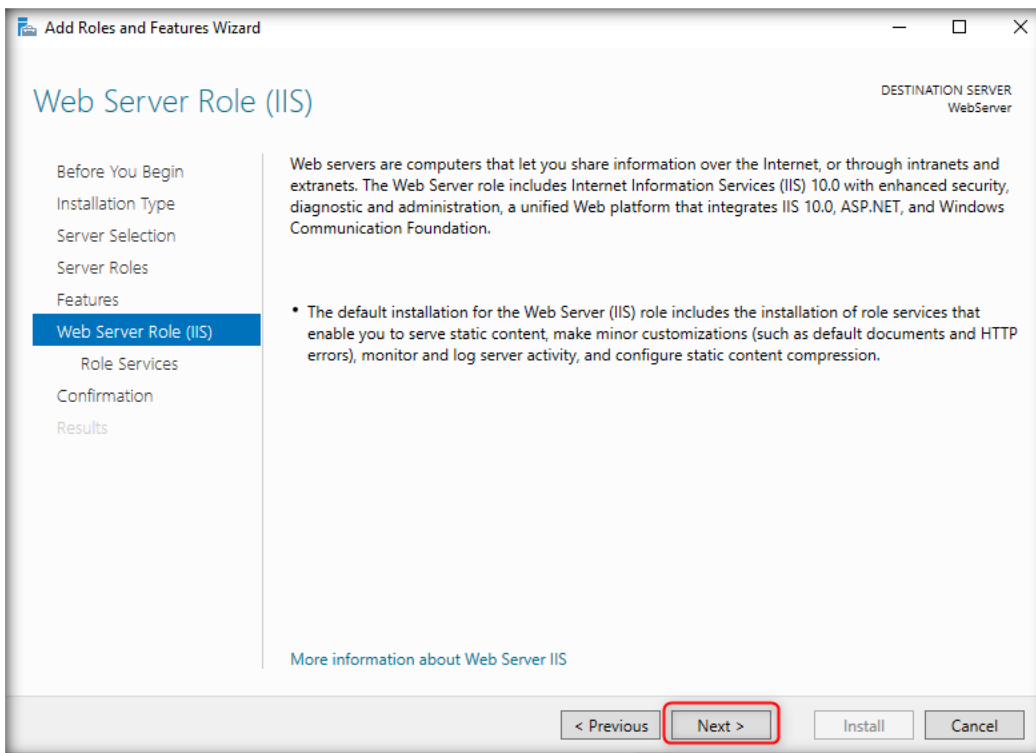 Add Roles and Features Wizard
Web Server Role (IIS)
DESTINATION SERVER
WebServer
Before You Begin
Installation Type
Server Selection
Server Roles
Features
Web Server Role (IIS)
Role Services
Confirmation
Results
Web servers are computers that let you share information over the Internet, or through intranets and
extranets. The Web Server role includes Internet Information Services (IIS) 10.0 with enhanced security,
diagnostic and administration, a unified Web platform that integrates IIS 10.0, ASP.NET, and Windows
Communication Foundation.
• The default installation for the Web Server (IIS) role includes the installation of role services that
enable you to serve static content, make minor customizations (such as default documents and HTTP
errors), monitor and log server activity, and configure static content compression.
More information about Web Server IIS
< Previous
Next >
Install
Cancel